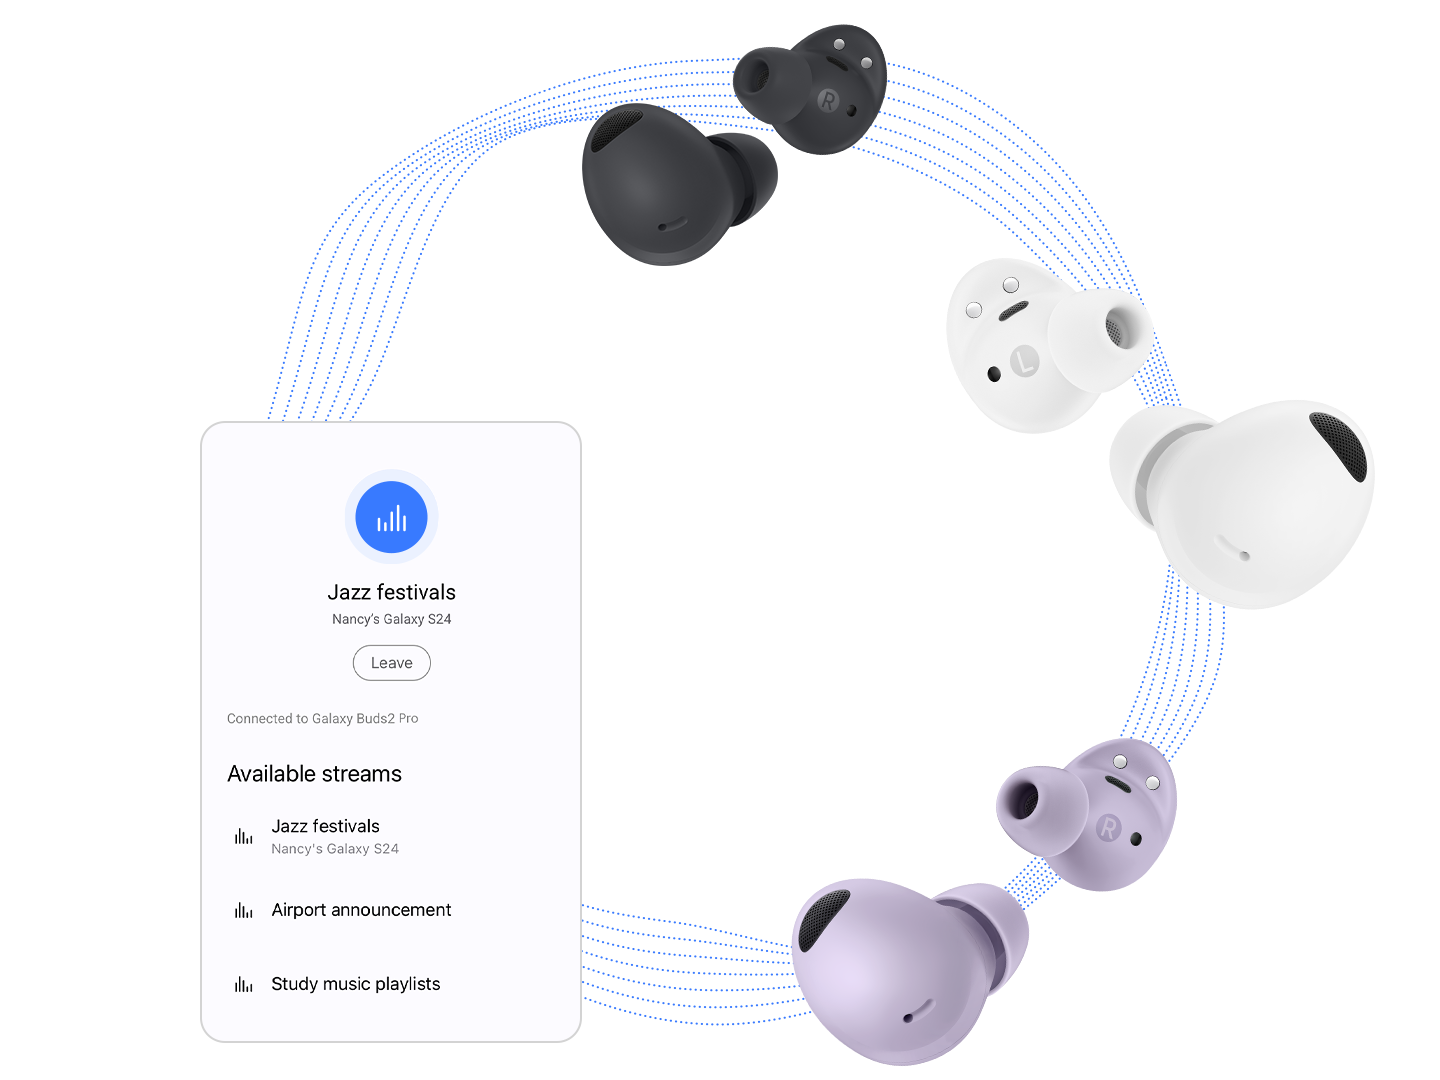 R
L
Jazz festivals
Nancy’s Galaxy S24
Leave
Connected to Galaxy Buds2 Pro
Available streams
Jazz festivals
Nancy's Galaxy S24
R
Airport announcement
Study music playlists